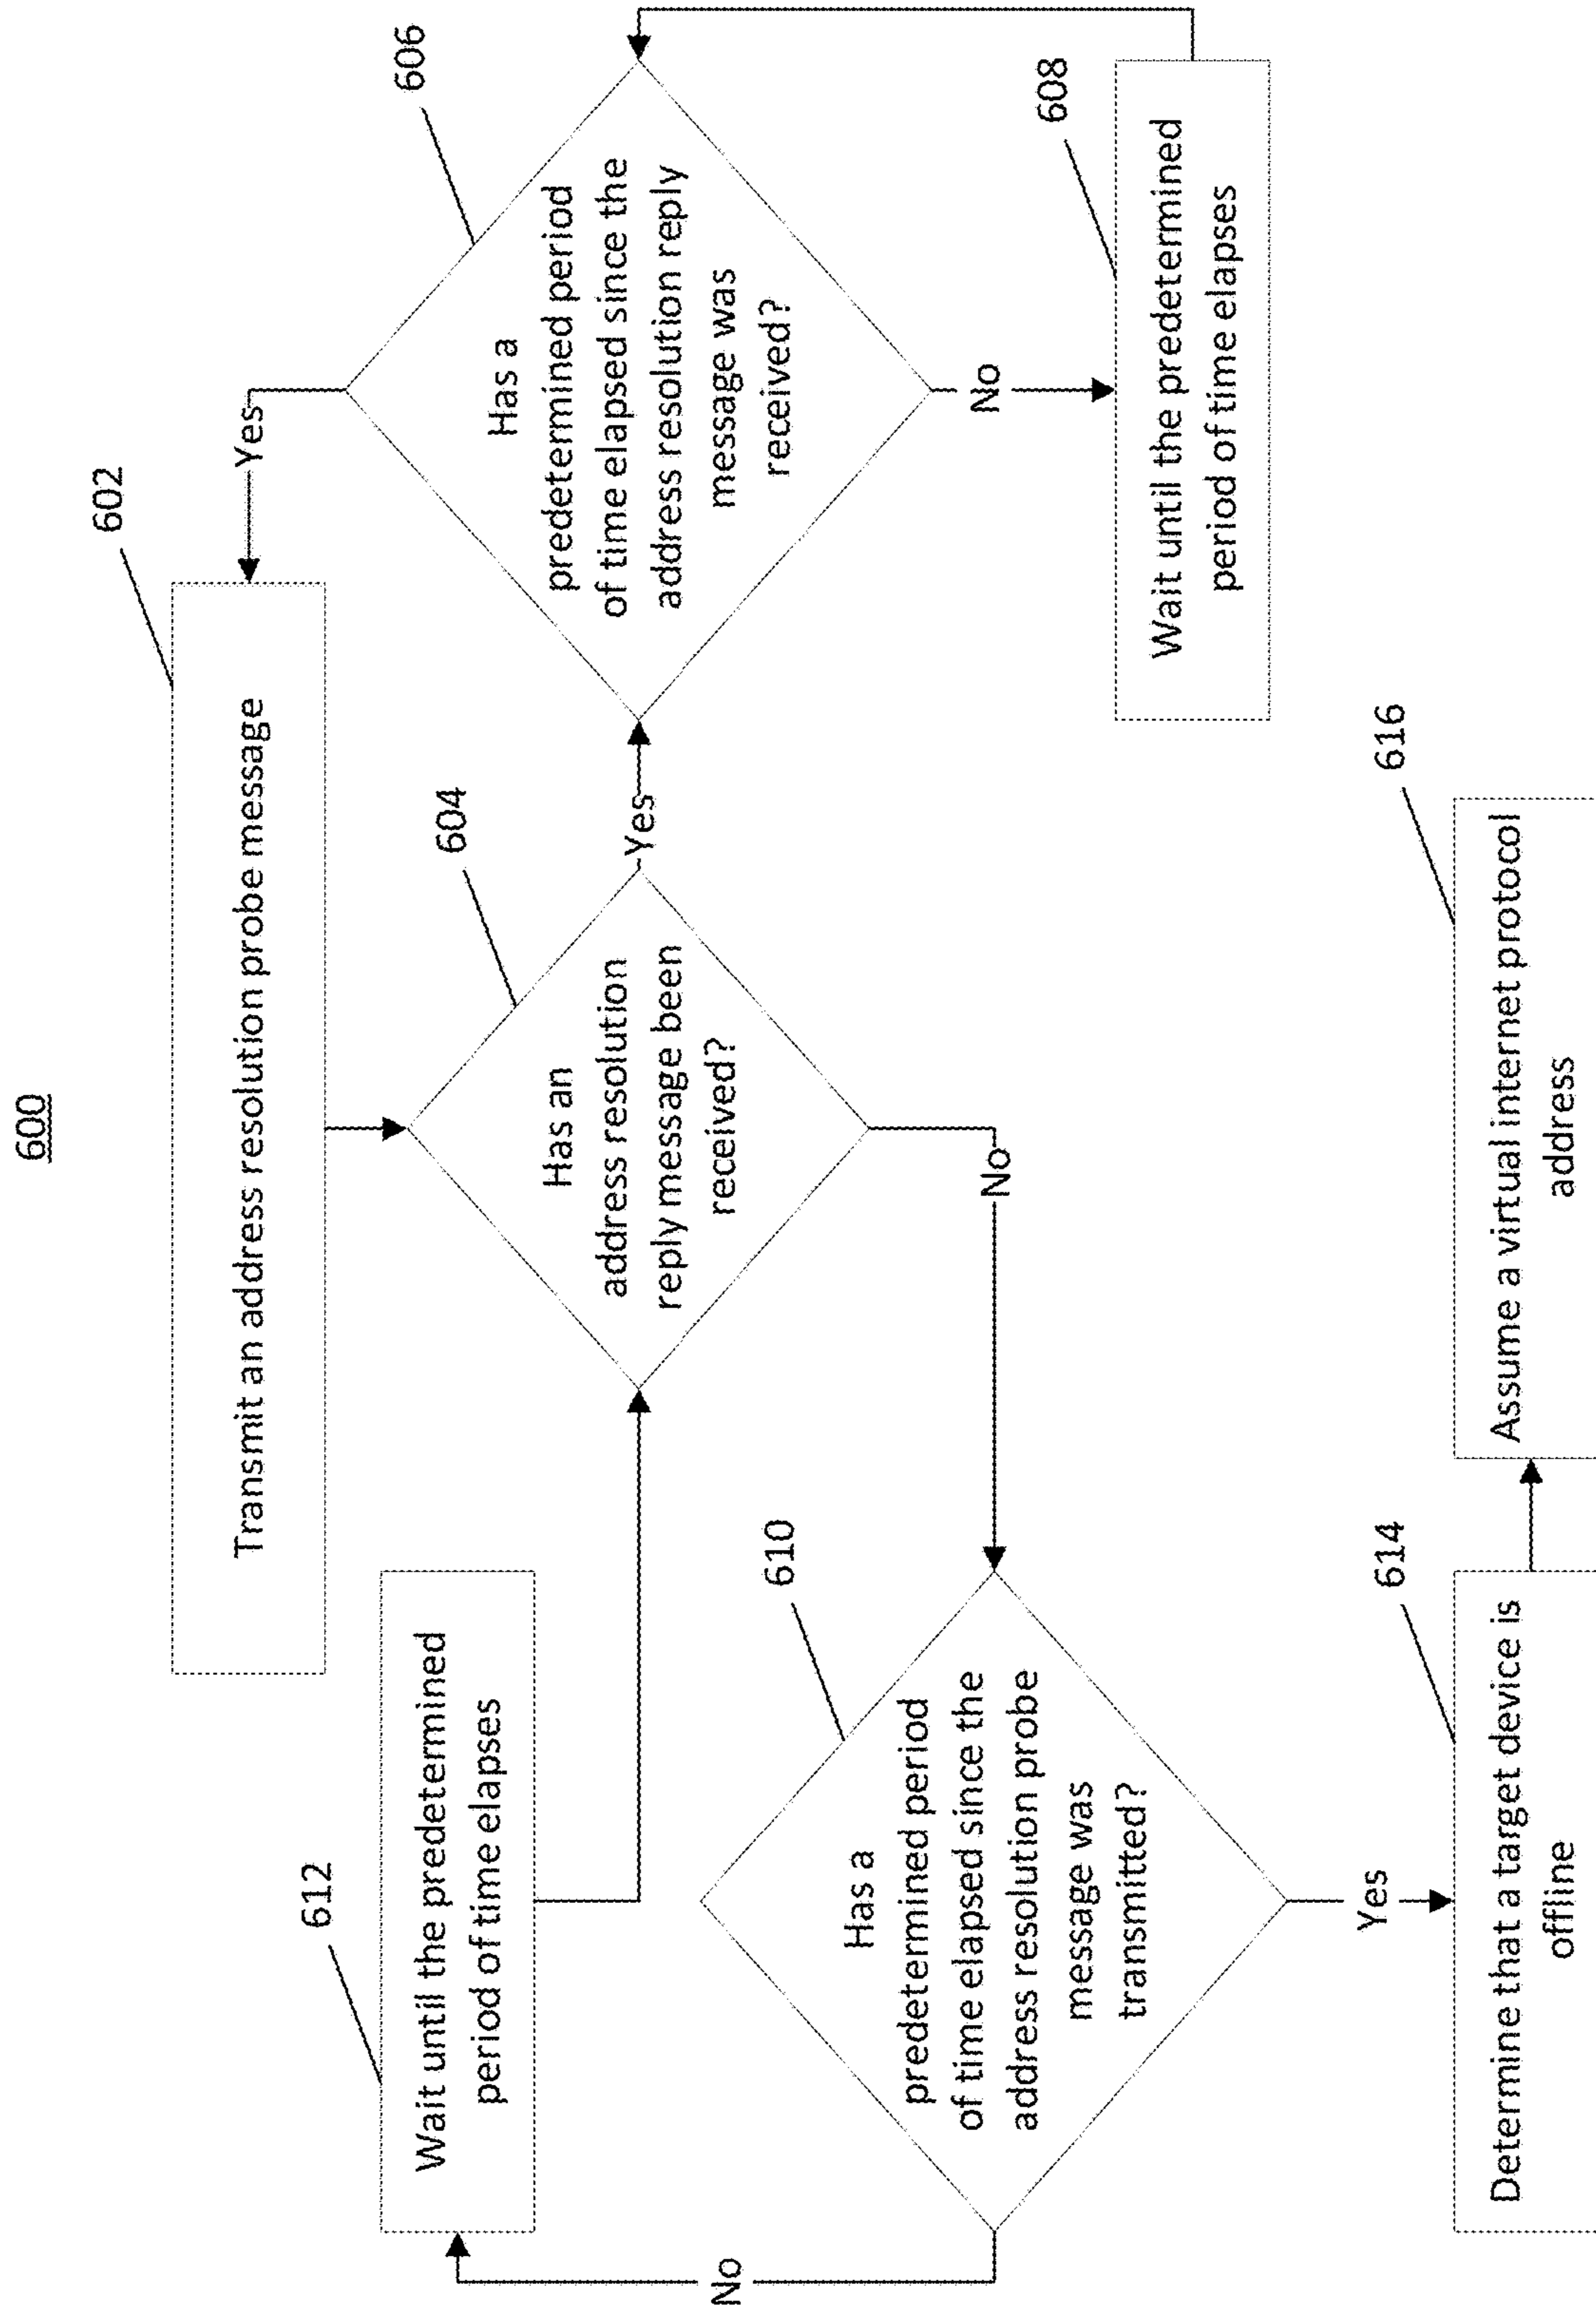 600
602
Transmit an address resolution probe message
Yes
604
Has an
address resolution
reply message been
received?
Yes
606
Has a
predetermined period
of time elapsed since the
address resolution reply
message was
received?
No
608
Wait until the predetermined
period of time elapses
No
610
Has a
predetermined period
of time elapsed since the
address resolution probe
message was
transmitted?
No
612
Wait until the predetermined
period of time elapses
Yes
614
Determine that a target device is
offline
616
Assume a virtual internet protocol
address